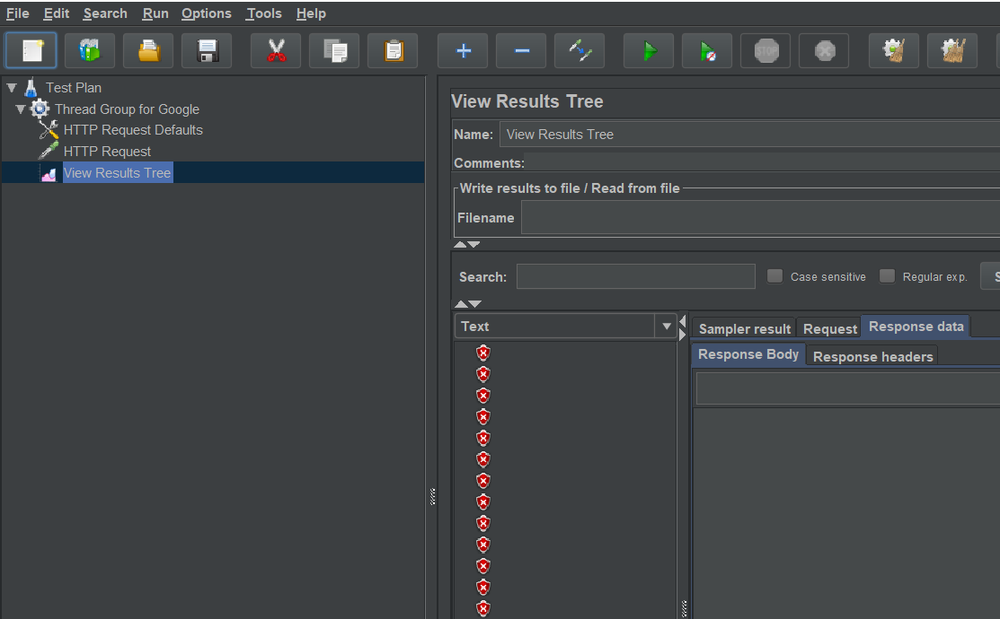 File Edit Search Run Options Tools Help
STOP
Test Plan
Thread Group for Google
HTTP Request Defaults
HTTP Request
View Results Tree
View Results Tree
Name: View Results Tree
Comments:
Write results to file / Read from file
Filename
Search: Case sensitive Regular exp. S
Text
Sampler result Request Response data
Response Body Response headers